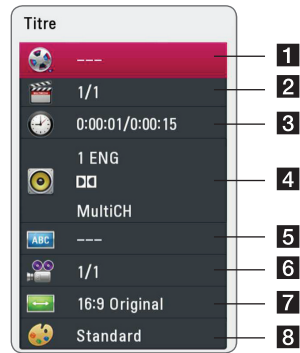 Titre
--- 1
1/1 2
0:00:01/0:00:15 3
1 ENG
DD 4
MultiCH
ABC --- 5
1/1 6
16:9 Original 7
Standard 8